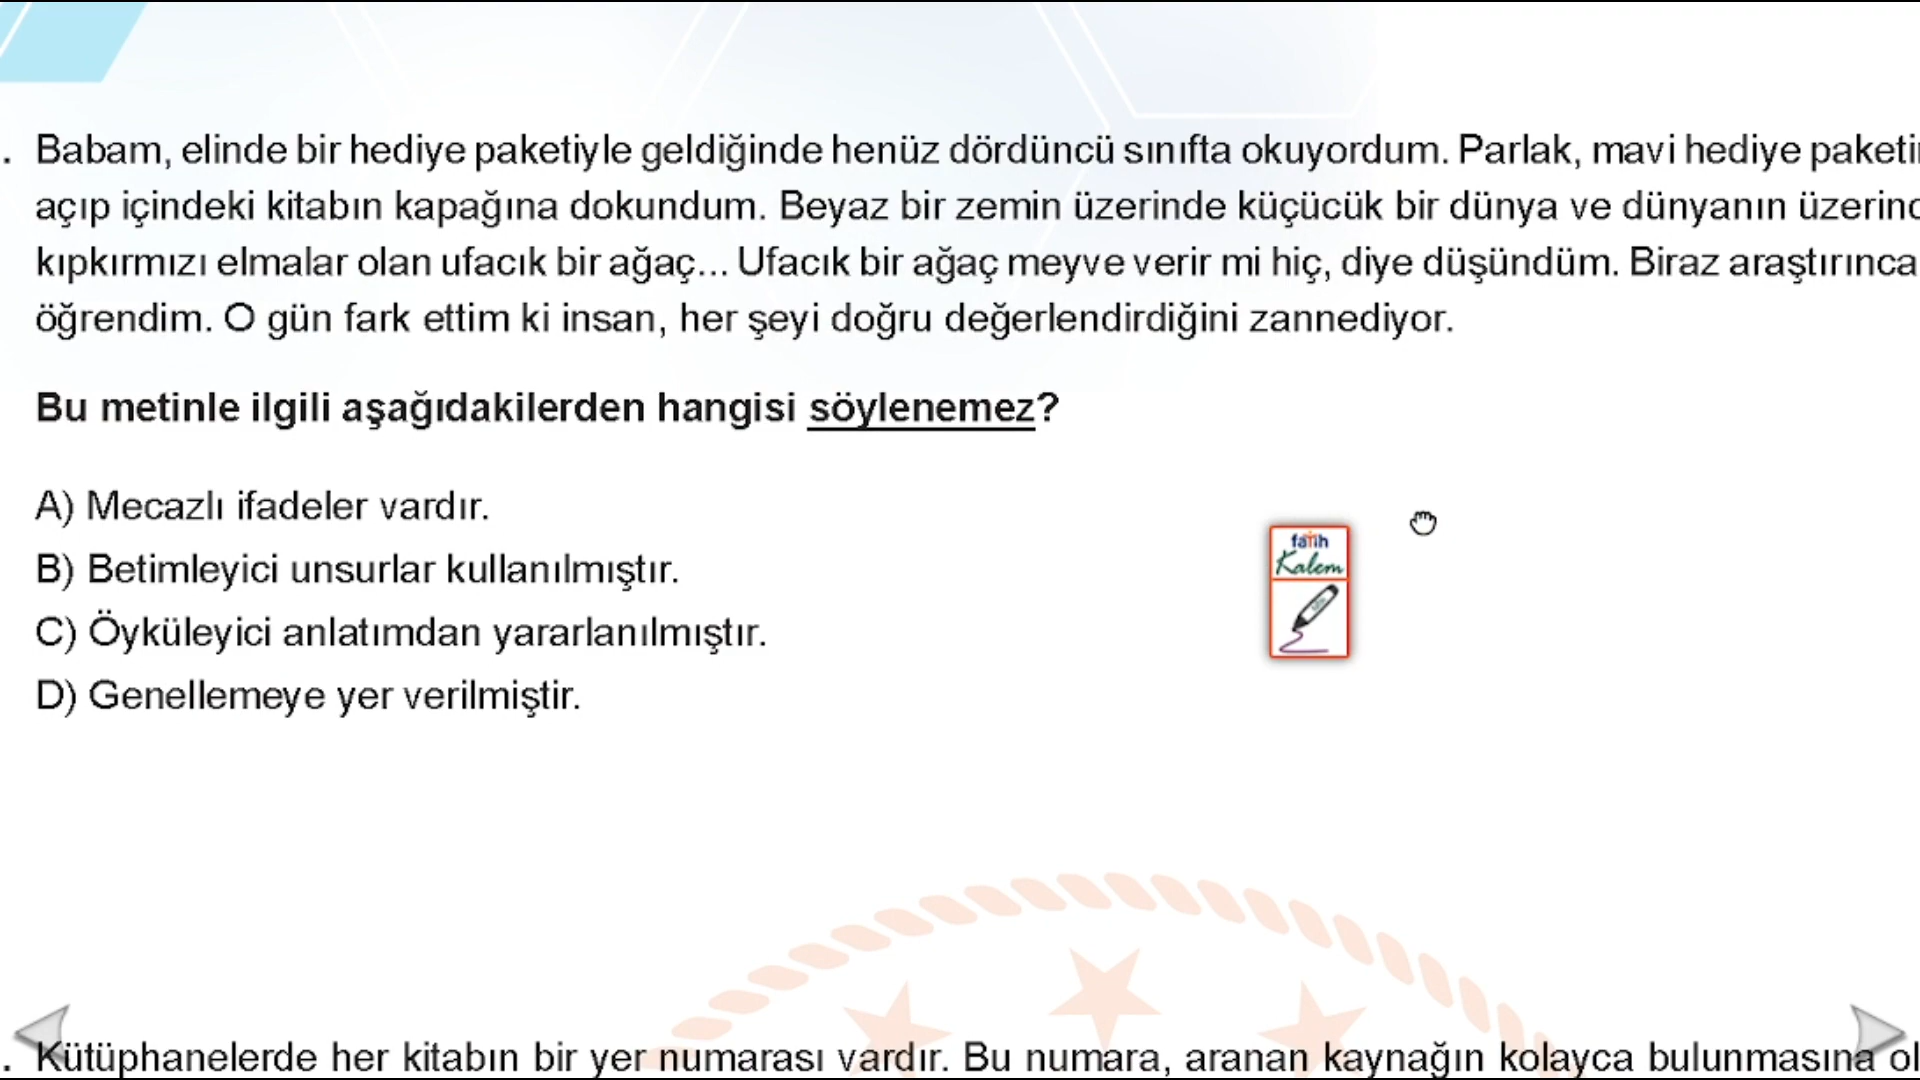 . Babam, elinde bir hediye paketiyle geldiğinde henüz dördüncü sınıfta okuyordum. Parlak, mavi hediye
açıp içindeki kitabın kapağına dokundum. Beyaz bir zemin üzerinde küçücük bir dünya ve dünyanın
kıpkırmızı elmalar olan ufacık bir ağaç... Ufacık bir ağaç meyve verir mi hiç, diye düşündüm. Biraz araştırınca
öğrendim. O gün fark ettim ki insan, her şeyi doğru değerlendirdiğini zannediyor.
Bu metinle ilgili aşağıdakilerden hangisi söylenemez?
A) Mecazlı ifadeler vardır.
B) Betimleyici unsurlar kullanılmıştır.
C) Öyküleyici anlatımdan yararlanılmıştır.
D) Genellemeye yer verilmiştir.
fatih
Kalem
. Kütüphanelerde her kitabın bir yer numarası vardır. Bu numara, aranan kaynağın kolayca bulunmasına